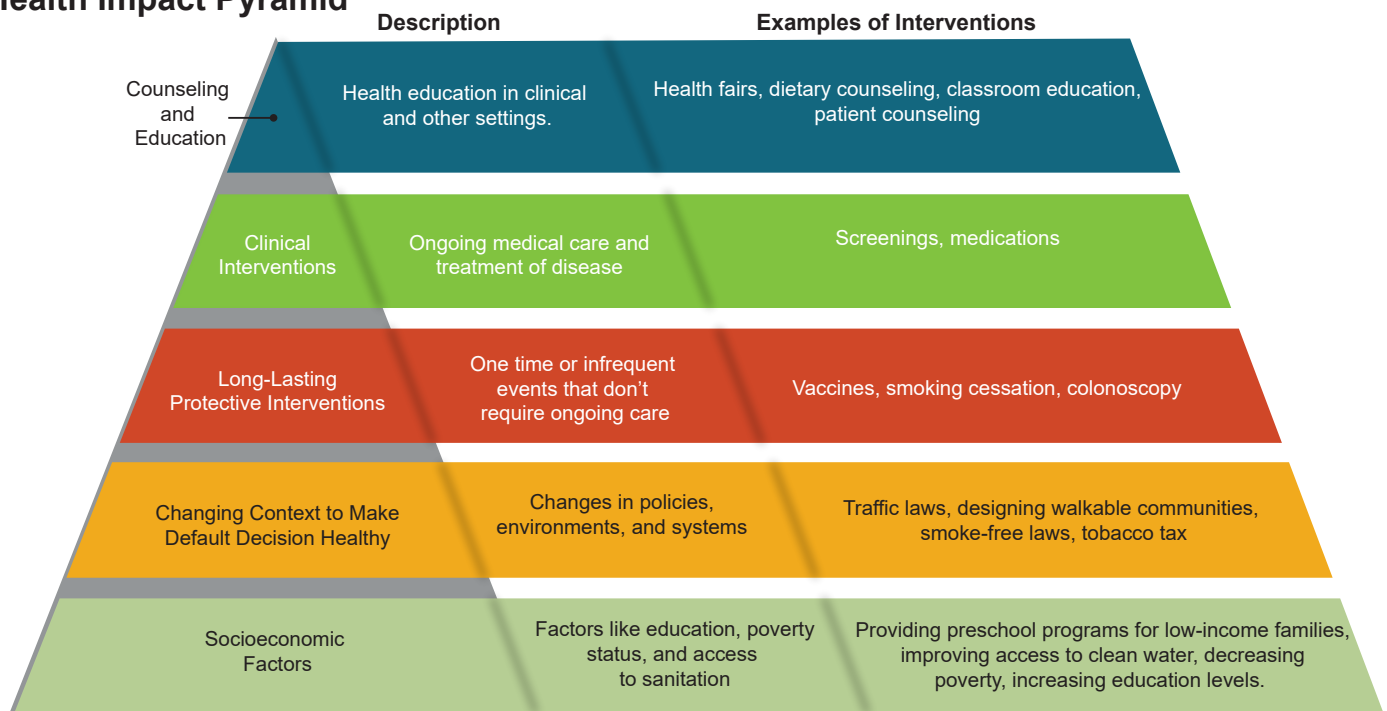 Health Impact Pyramid
Description
Examples of Interventions
Counseling
and
Education
Health education in clinical
and other settings.
Health fairs, dietary counseling, classroom education,
patient counseling
Clinical
Interventions
Ongoing medical care and
treatment of disease
Screenings, medications
Long-Lasting
Protective Interventions
One time or infrequent
events that don’t
require ongoing care
Vaccines, smoking cessation, colonoscopy
Changing Context to Make
Default Decision Healthy
Changes in policies,
environments, and systems
Traffic laws, designing walkable communities,
smoke-free laws, tobacco tax
Socioeconomic
Factors
Factors like education, poverty
status, and access
to sanitation
Providing preschool programs for low-income families,
improving access to clean water, decreasing
poverty, increasing education levels.